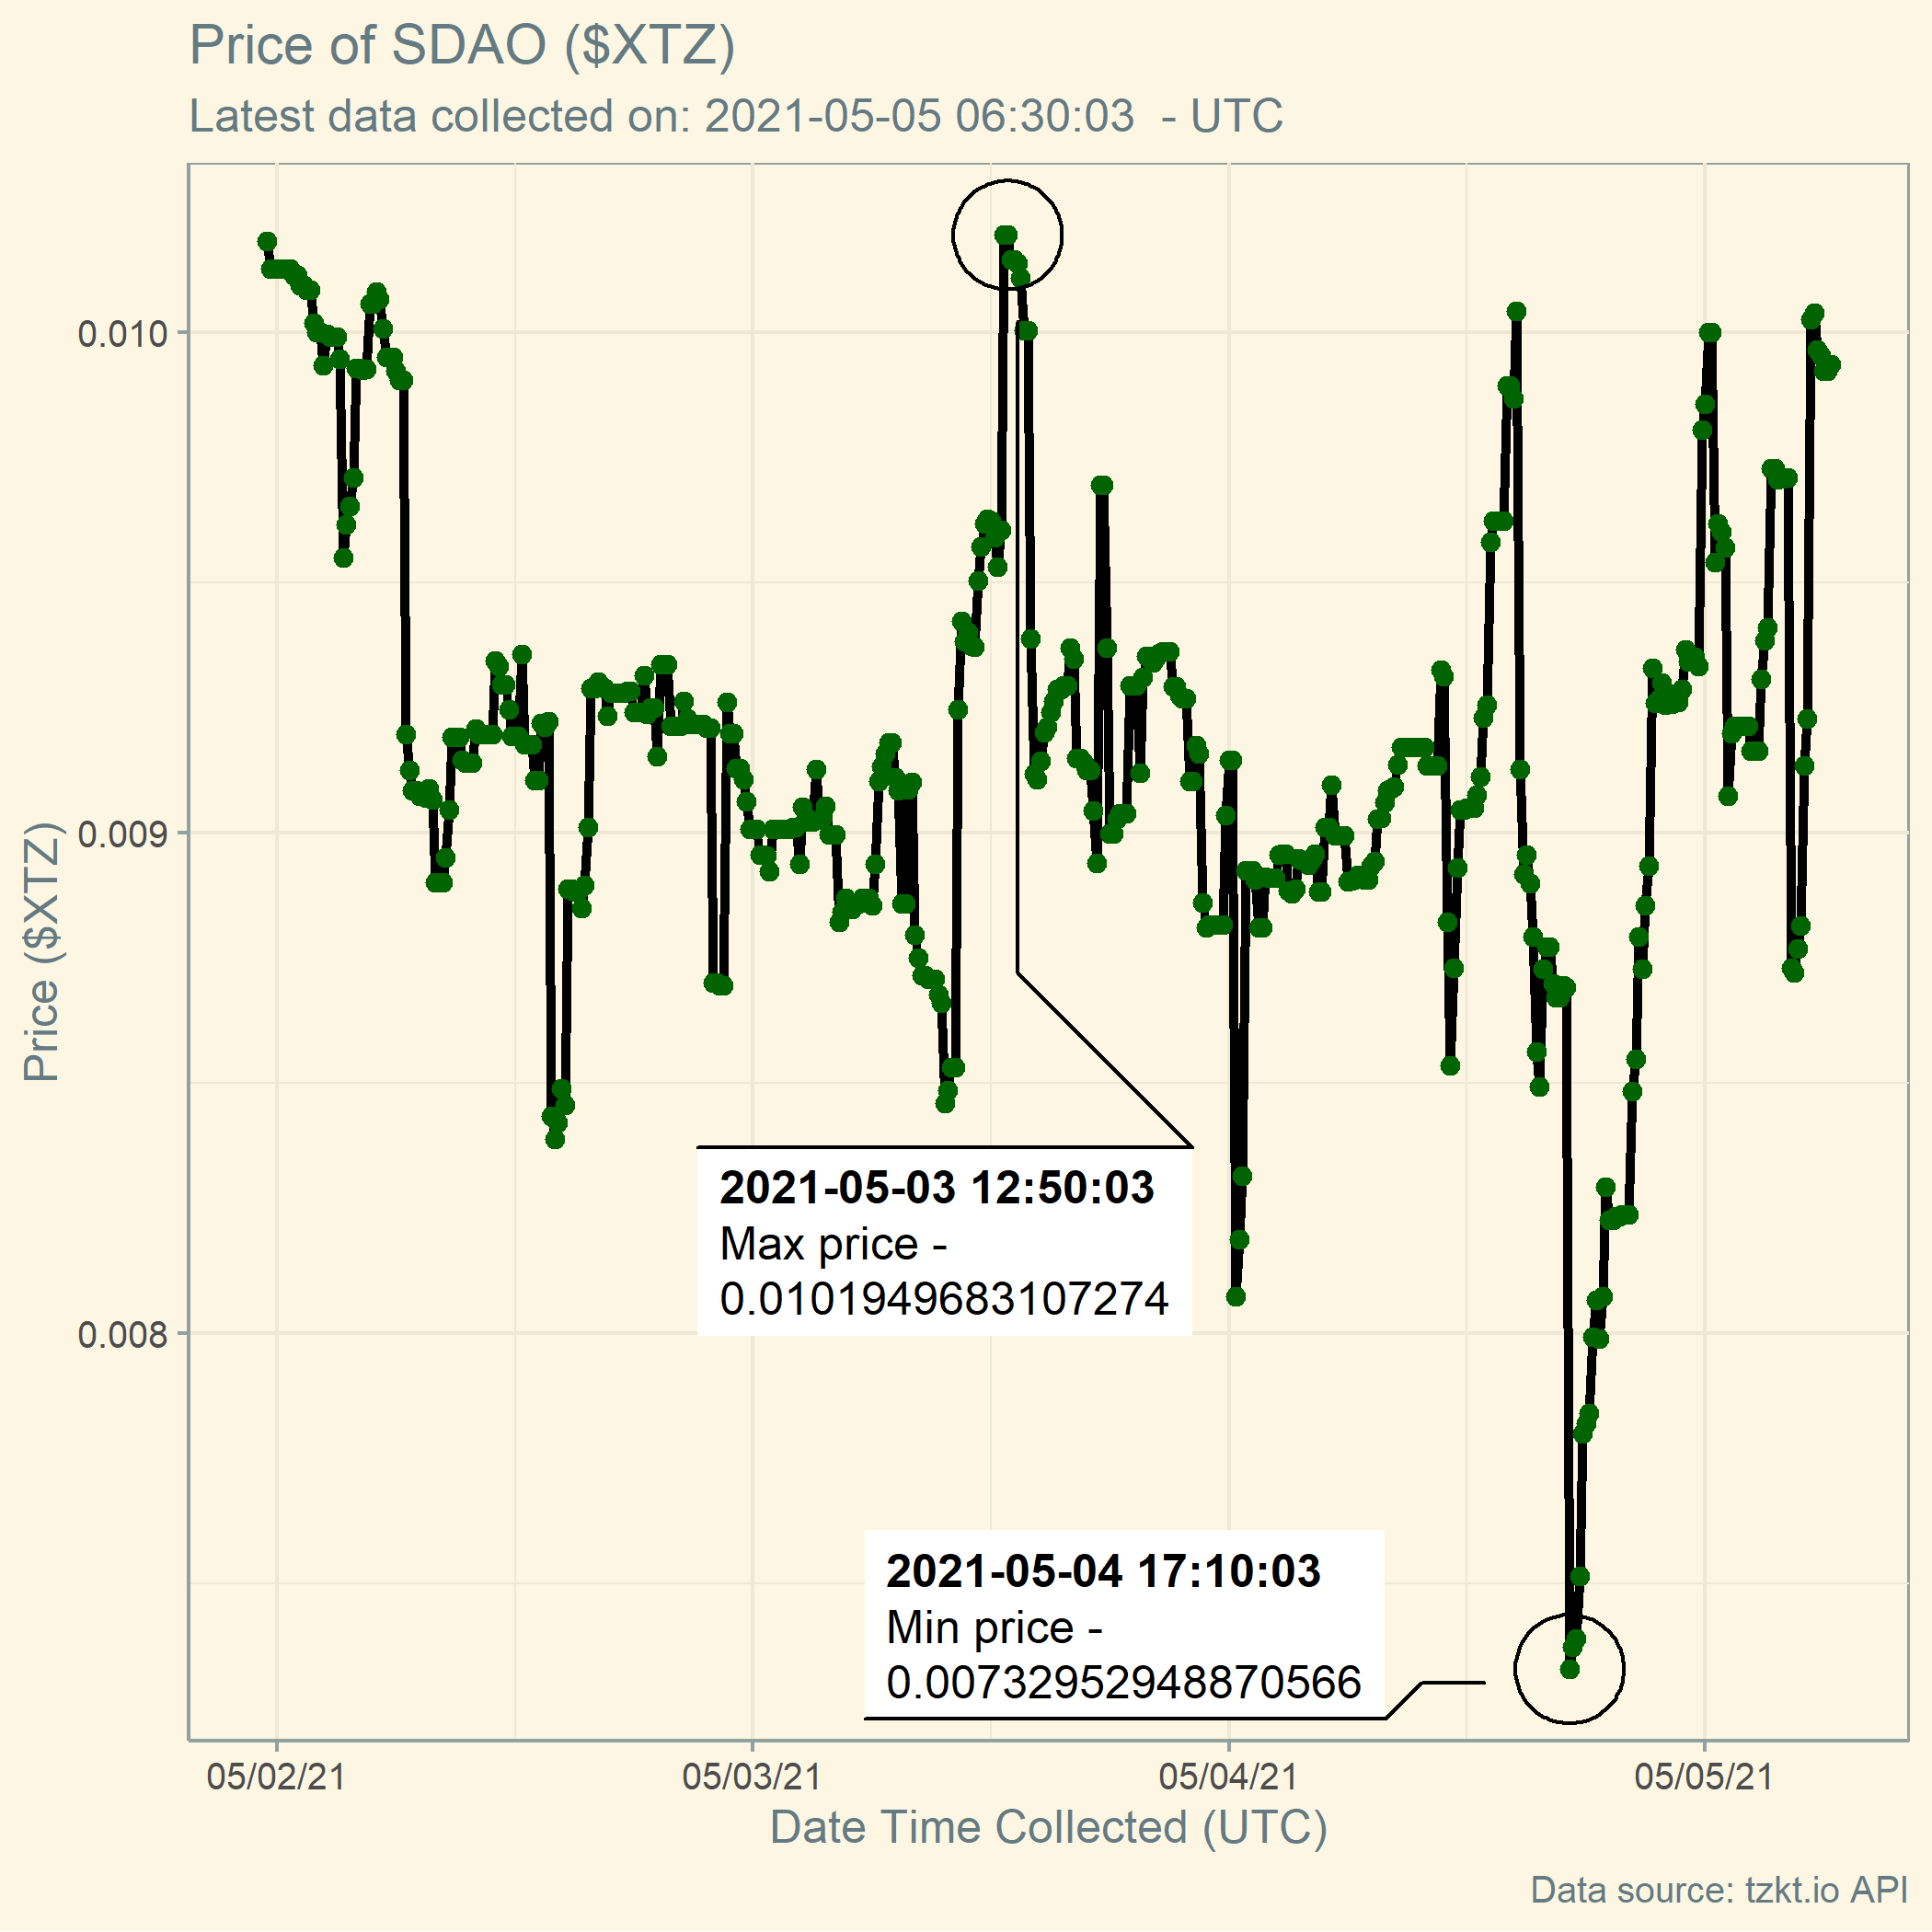 Price of SDAO ($XTZ)
Latest data collected on: 2021-05-05 06:30:03  - UTC
Price ($XTZ)
0.010
0.009
0.008
2021-05-03 12:50:03
Max price -
0.0101949683107274
2021-05-04 17:10:03
Min price -
0.00732952948870566
05/02/21
05/03/21
05/04/21
05/05/21
Date Time Collected (UTC)
Data source: tzkt.io API